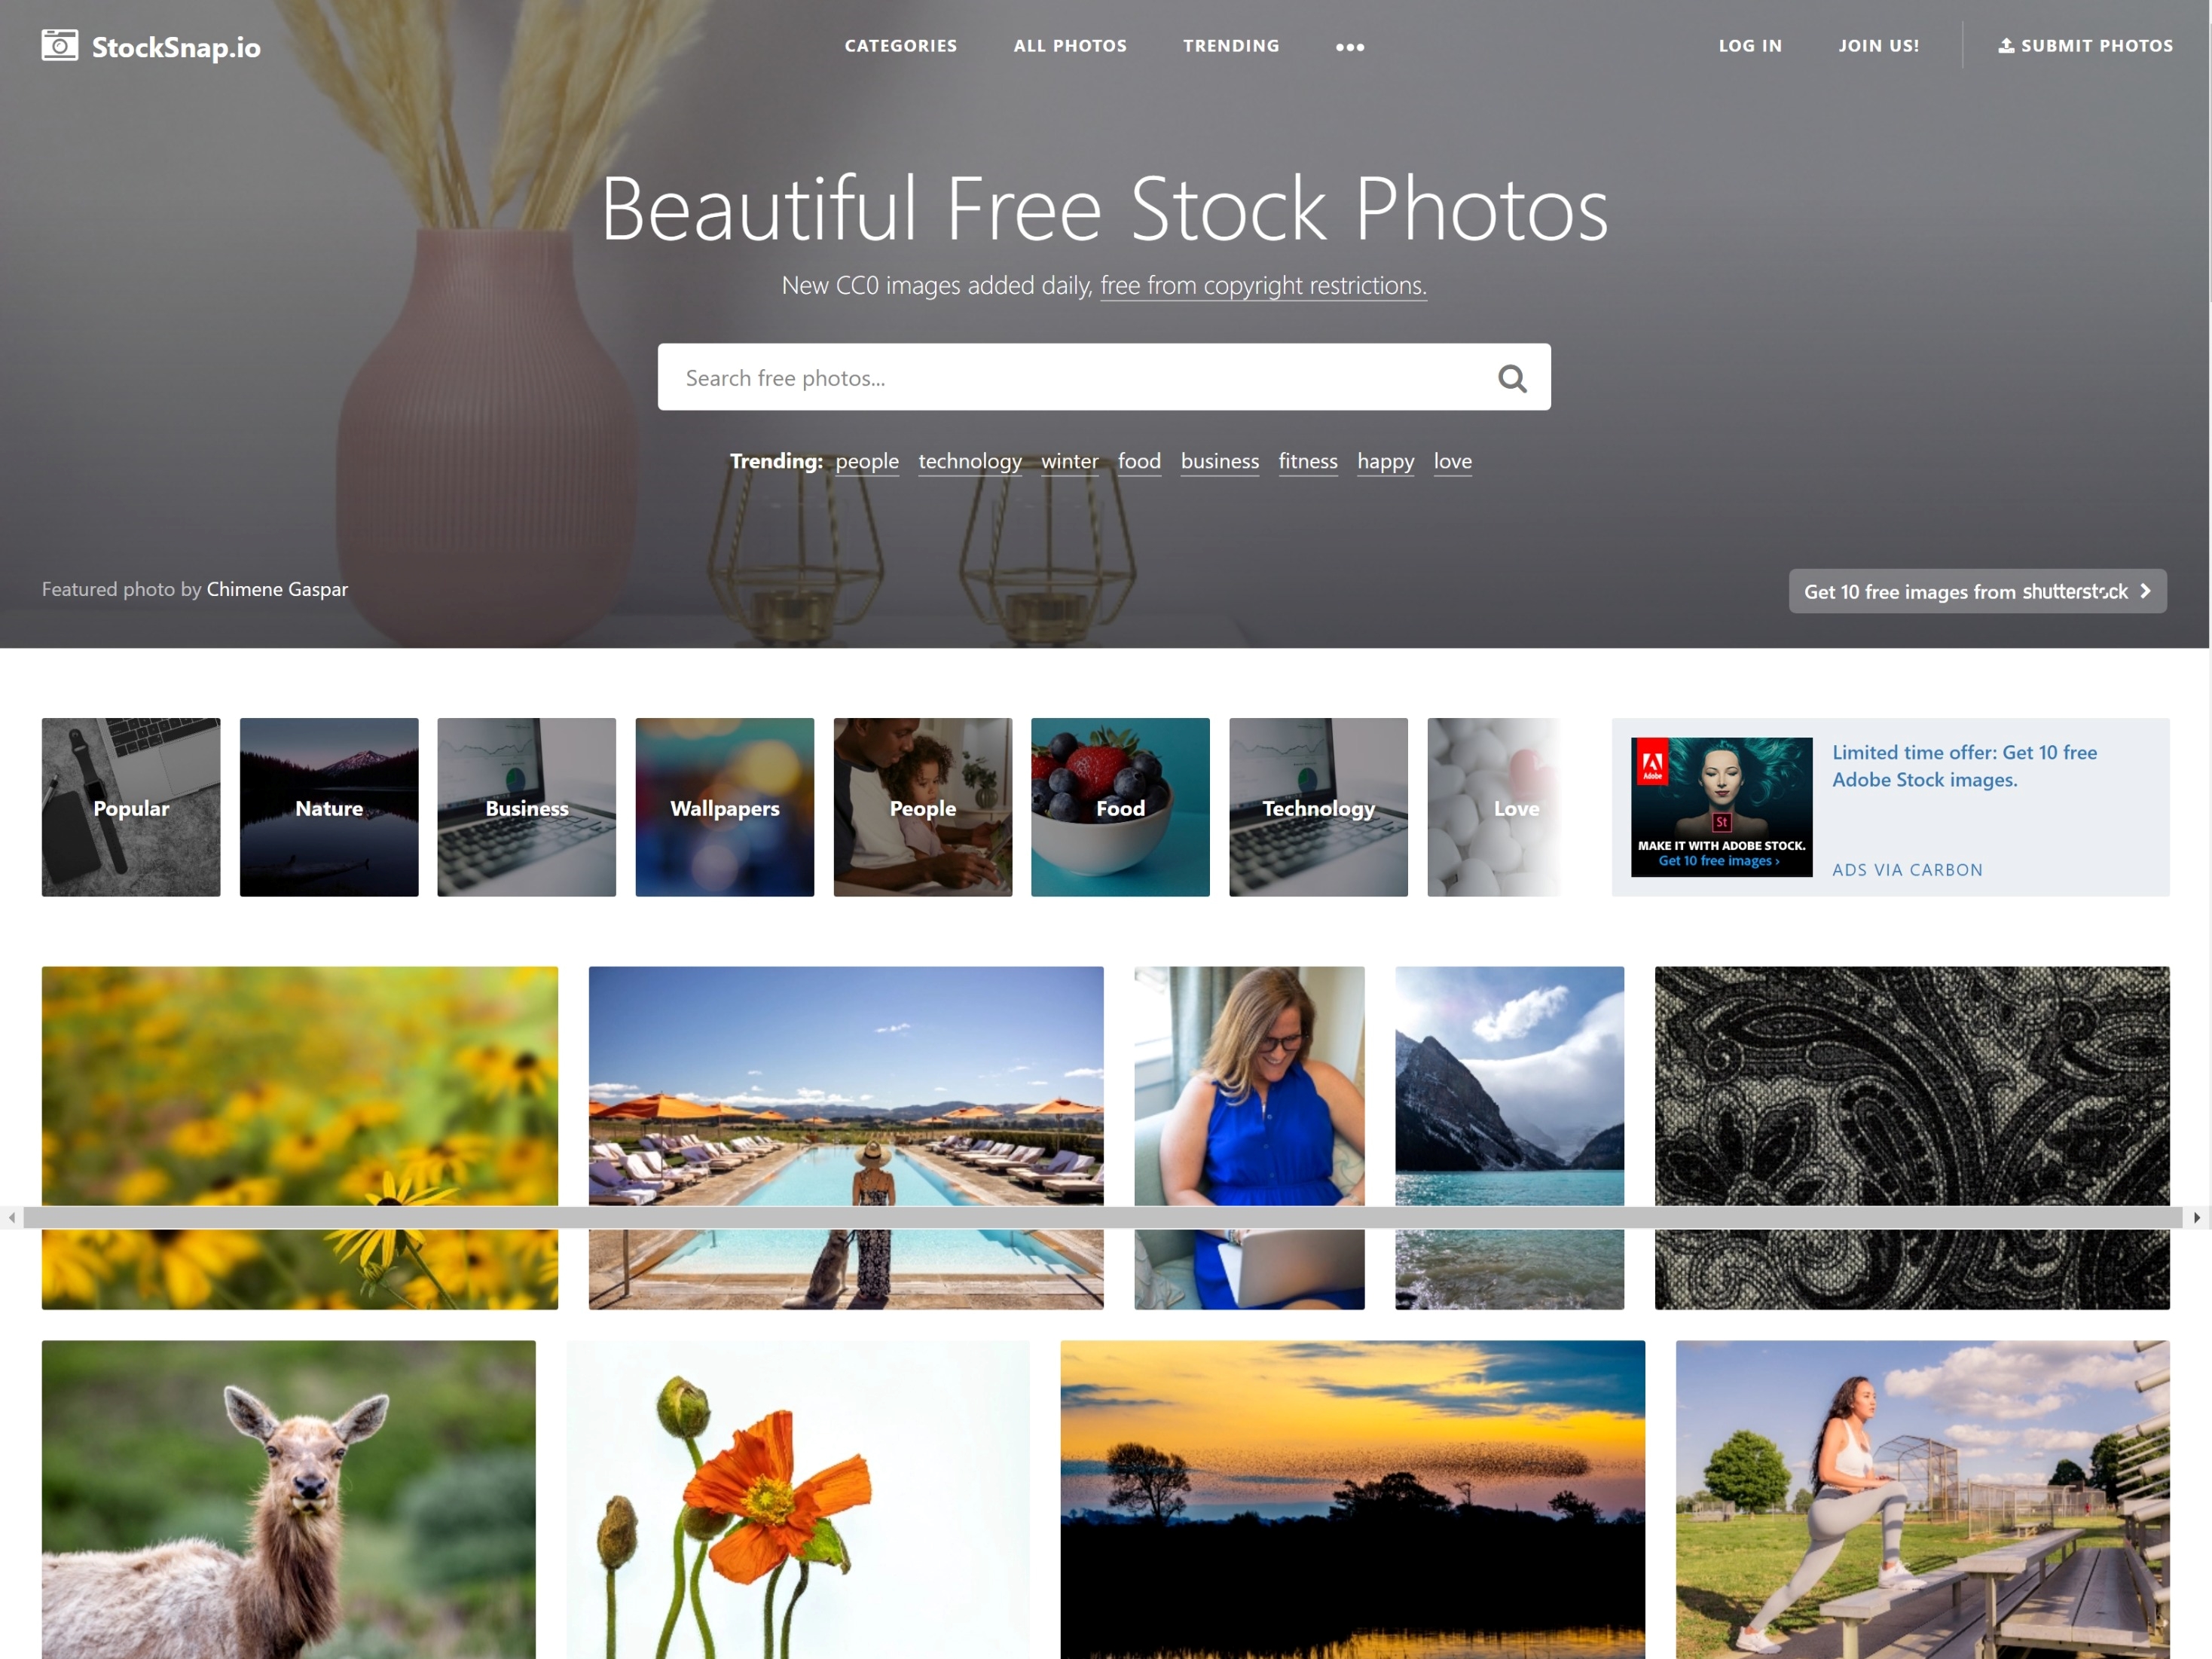 StockSnap.io
CATEGORIES ALL PHOTOS TRENDING •••
LOG IN JOIN US! SUBMIT PHOTOS
Beautiful Free Stock Photos
New CC0 images added daily, free from copyright restrictions.
Search free photos...
Trending: people technology winter food business fitness happy love
Featured photo by Chimene Gaspar
Get 10 free images from shutterstock
Popular
Nature
Business
Wallpapers
People
Food
Technology
Love
Adobe
St
MAKE IT WITH ADOBE STOCK.
Get 10 free images ›
Limited time offer: Get 10 free
Adobe Stock images.
ADS VIA CARBON